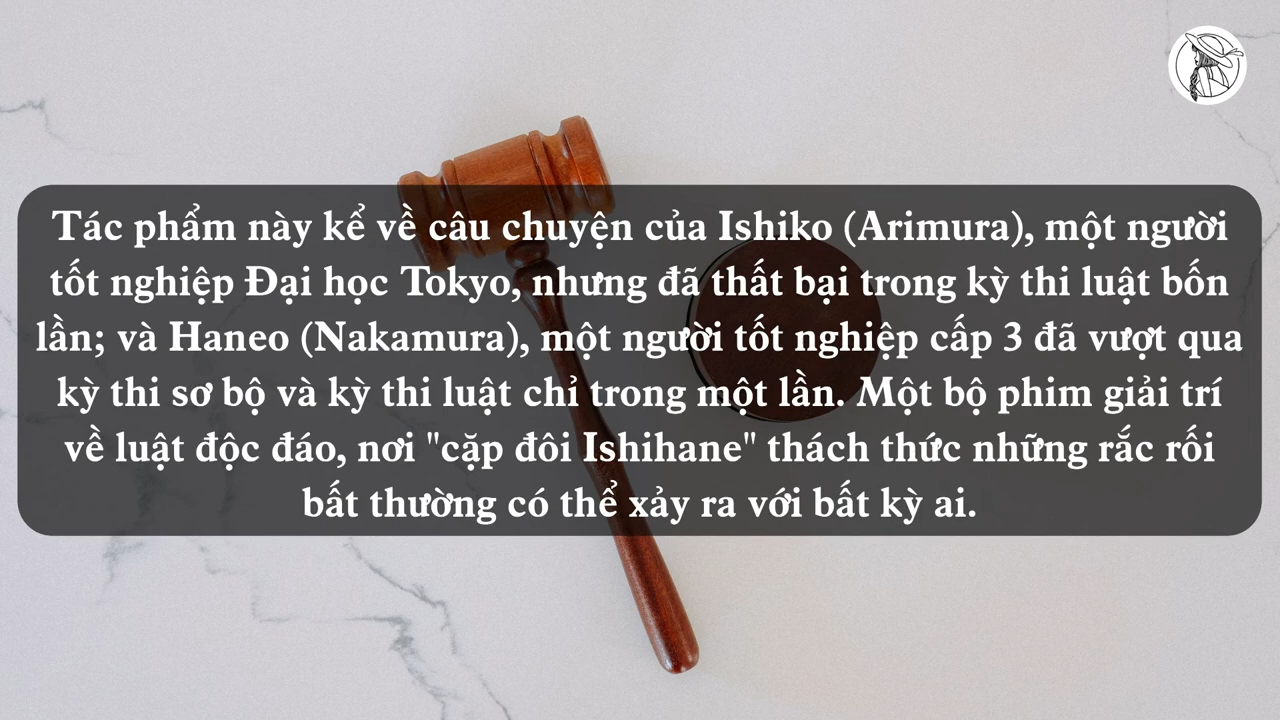 Tác phẩm này kể về câu chuyện của Ishiko (Arimura), một người
tốt nghiệp Đại học Tokyo, nhưng đã thất bại trong kỳ thi luật bốn
lần; và Haneo (Nakamura), một người tốt nghiệp cấp 3 đã vượt qua
kỳ thi sơ bộ và kỳ thi luật chỉ trong một lần. Một bộ phim giải trí
về luật độc đáo, nơi "cặp đôi Ishihane" thách thức những rắc rối
bất thường có thể xảy ra với bất kỳ ai.